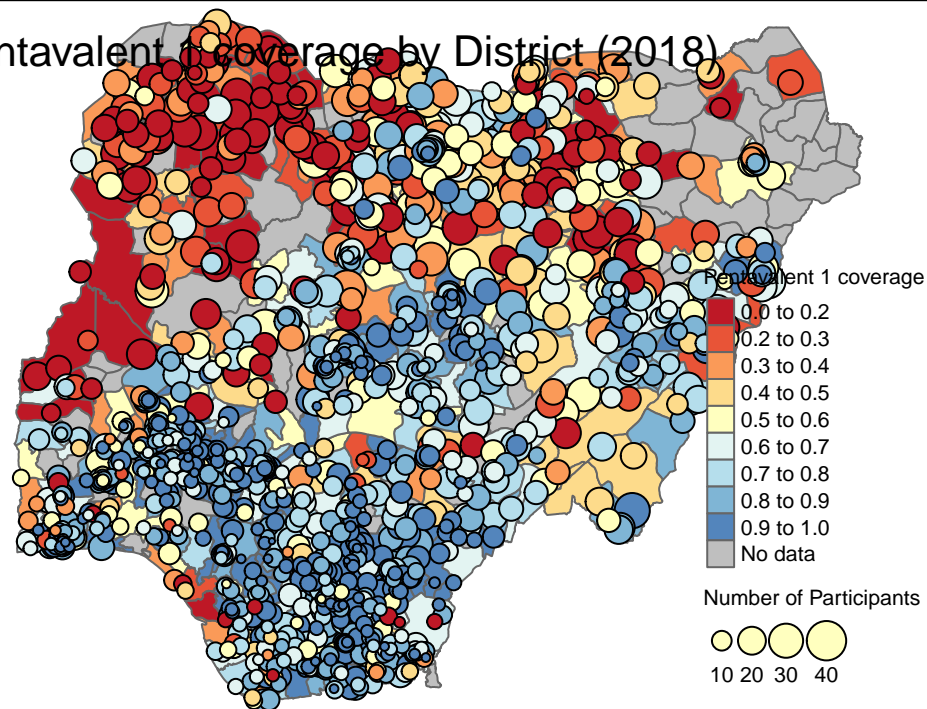 ntavalent 1 coverage by District (2018)
Pentavalent 1 coverage
0.0 to 0.2
0.2 to 0.3
0.3 to 0.4
0.4 to 0.5
0.5 to 0.6
0.6 to 0.7
0.7 to 0.8
0.8 to 0.9
0.9 to 1.0
No data
Number of Participants
10 20 30 40